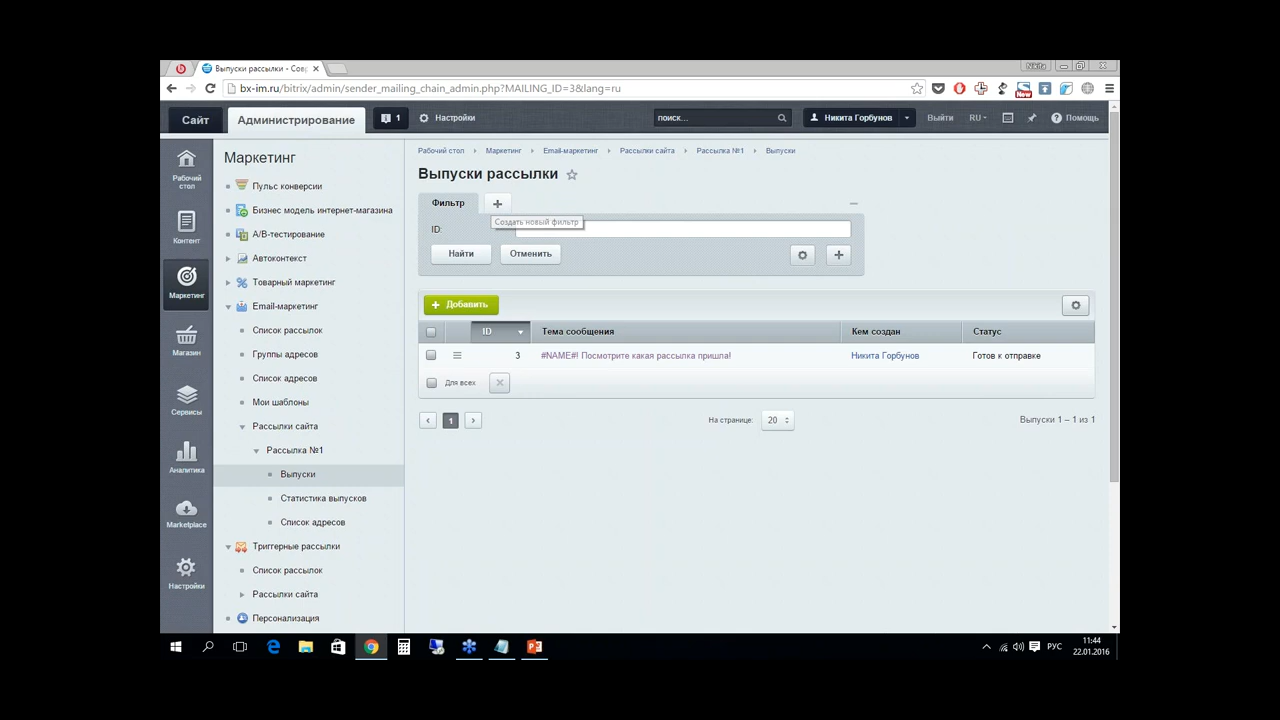 Выпуски рассылки - Сов
Nikita
bx-im.ru/bitrix/admin/sender_mailing_chain_admin.php?MAILING_ID=3&lang=ru
New
Сайт
Администрирование
1
Настройки
поиск...
Никита Горбунов
Выйти
RU
Помощь
Рабочий стол
Контент
Маркетинг
Магазин
Сервисы
Аналитика
Marketplace
Настройки
Маркетинг
Пульс конверсии
Бизнес модель интернет-магазина
A/B-тестирование
Автоконтекст
Товарный маркетинг
Email-маркетинг
Список рассылок
Группы адресов
Список адресов
Мои шаблоны
Рассылки сайта
Рассылка №1
Выпуски
Статистика выпусков
Список адресов
Триггерные рассылки
Список рассылок
Рассылки сайта
Персонализация
Рабочий стол Маркетинг Email-маркетинг Рассылки сайта Рассылка №1 Выпуски
Выпуски рассылки
Фильтр
Создать новый фильтр
ID:
Найти Отменить
Добавить
ID Тема сообщения Кем создан Статус
3 #NAME#! Посмотрите какая рассылка пришла! Никита Горбунов Готов к отправке
Для всех
1
На странице: 20
Выпуски 1 – 1 из 1
РУС
11:44
22.01.2016